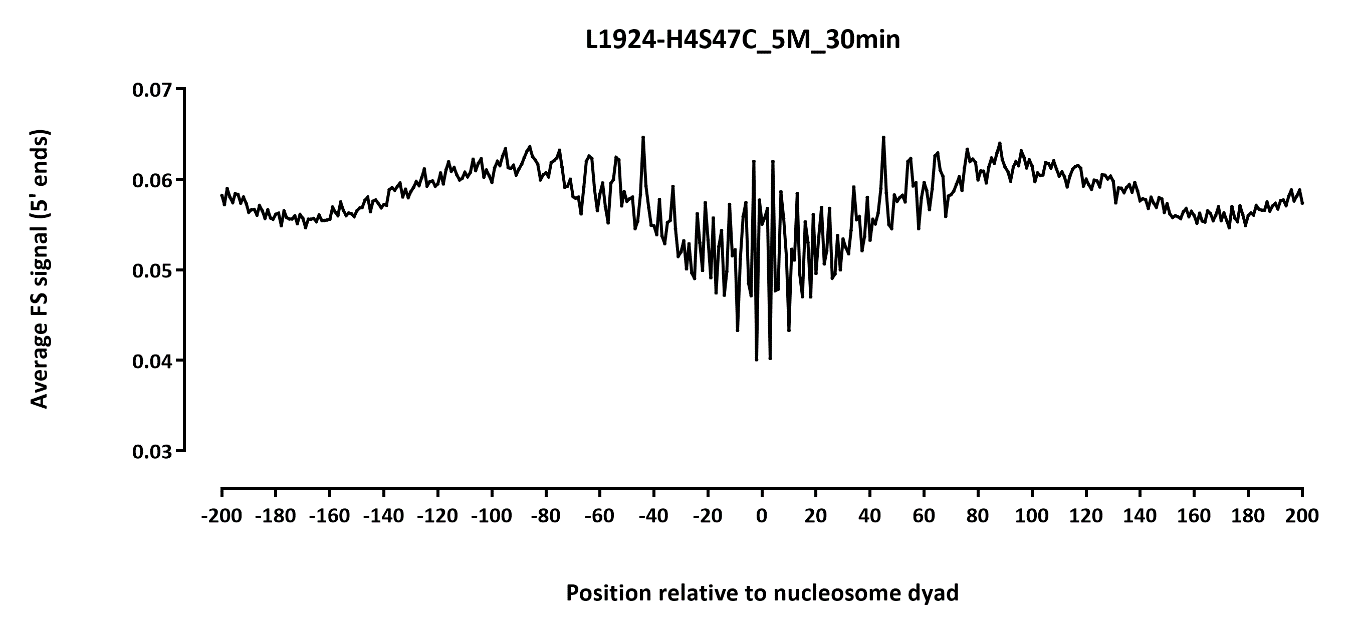 L1924-H4S47C_5M_30min
Average FS signal (5' ends)
0.07
0.06
0.05
0.04
0.03
-200 -180 -160 -140 -120 -100 -80 -60 -40 -20 0 20 40 60 80 100 120 140 160 180 200
Position relative to nucleosome dyad